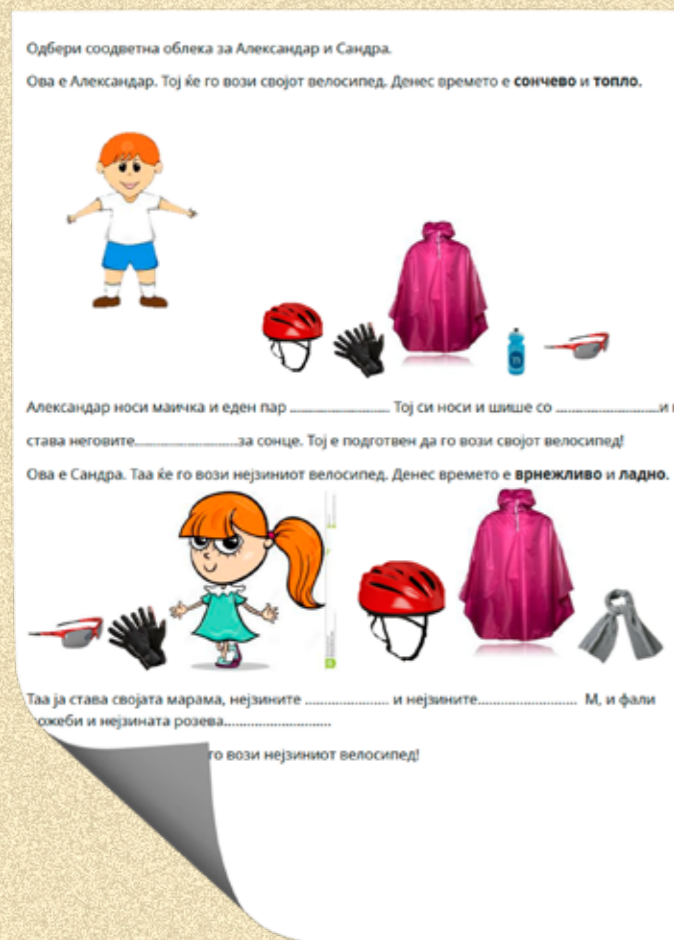 Одбери соодветна облека за Александар и Сандра.
Ова е Александар. Тој ќе го вози својот велосипед. Денес времето е сончево и топло.
Александар носи маичка и еден пар ........................... Тој си носи и шише со ............................и
става неговите............................за сонце. Тој е подготвен да го вози својот велосипед!
Ова е Сандра. Таа ќе го вози нејзиниот велосипед. Денес времето е врнежливо и ладно.
Таа ја става својата марама, нејзините ....................... и нејзините........................... М, и фали
ожеби и нејзината розева.............................
го вози нејзиниот велосипед!